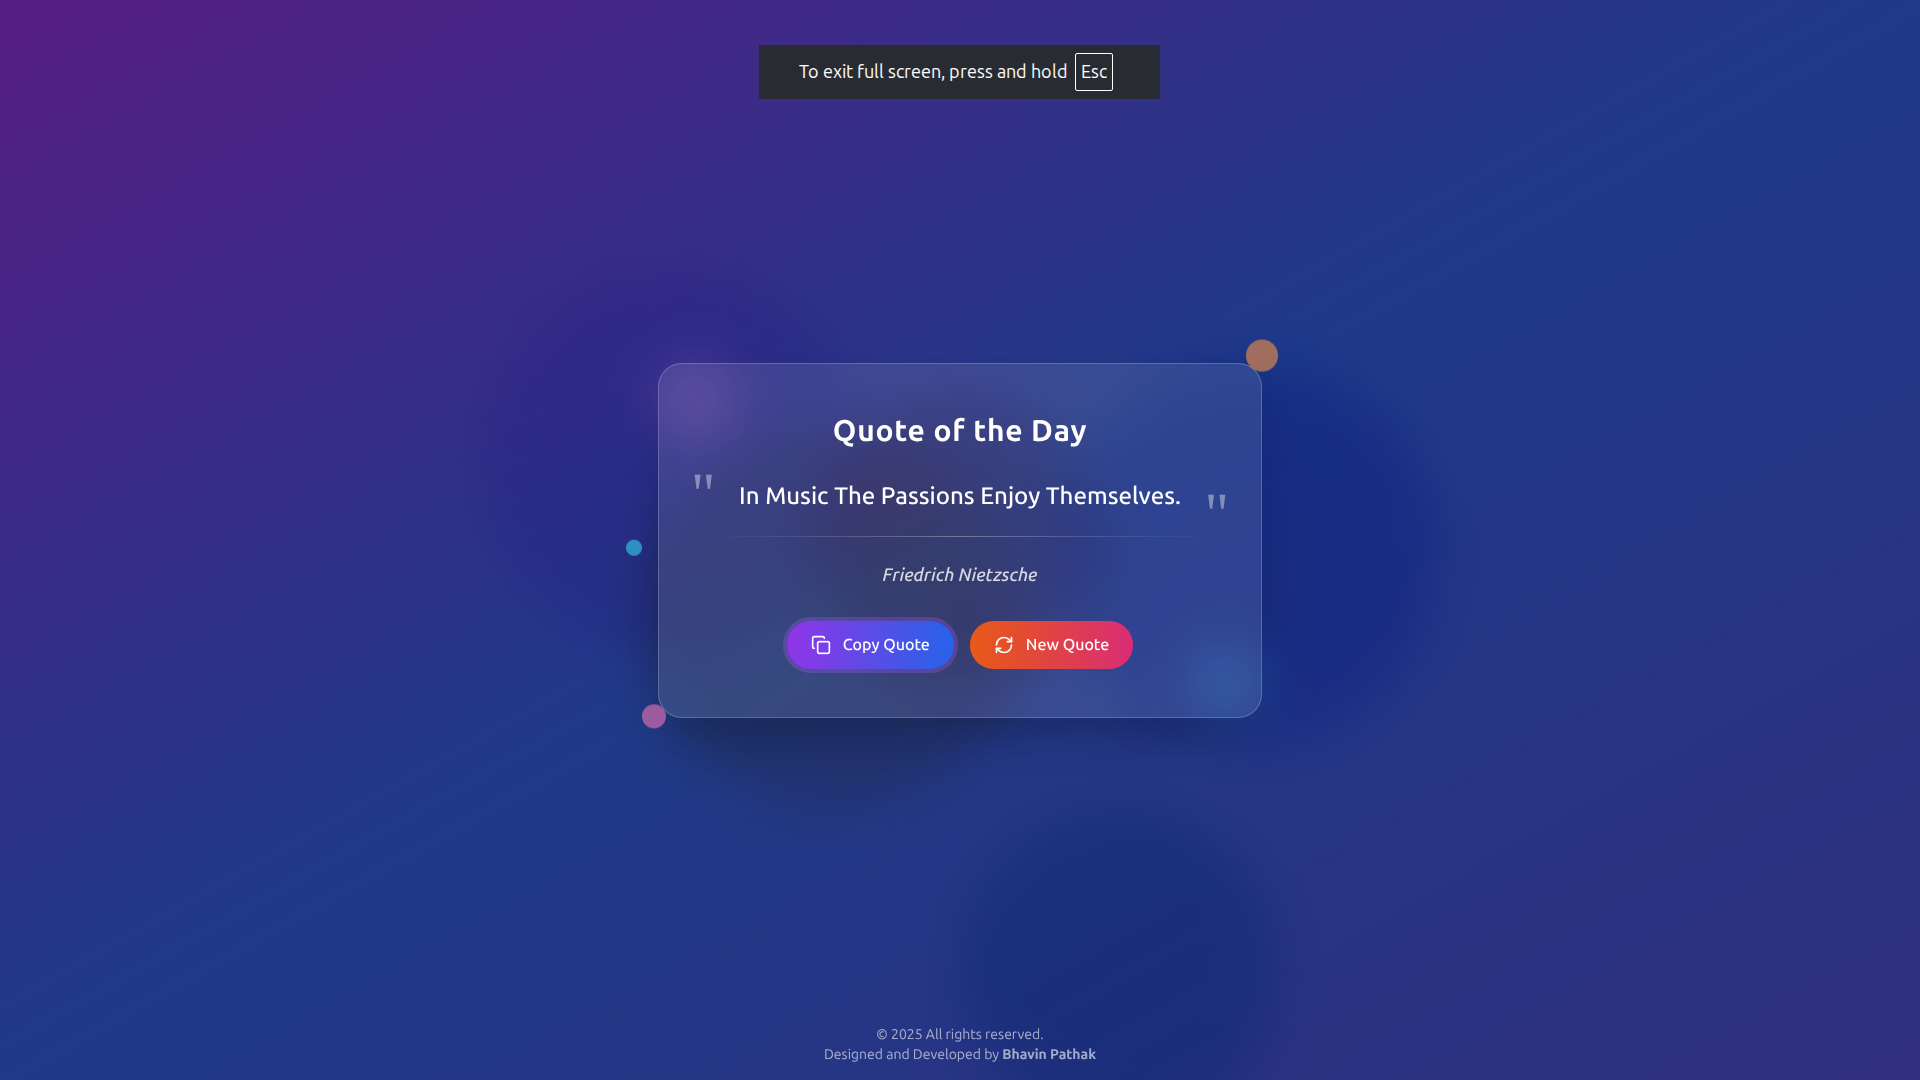 To exit full screen, press and hold Esc
Quote of the Day
" In Music The Passions Enjoy Themselves. "
Friedrich Nietzsche
Copy Quote New Quote
© 2025 All rights reserved.
Designed and Developed by Bhavin Pathak